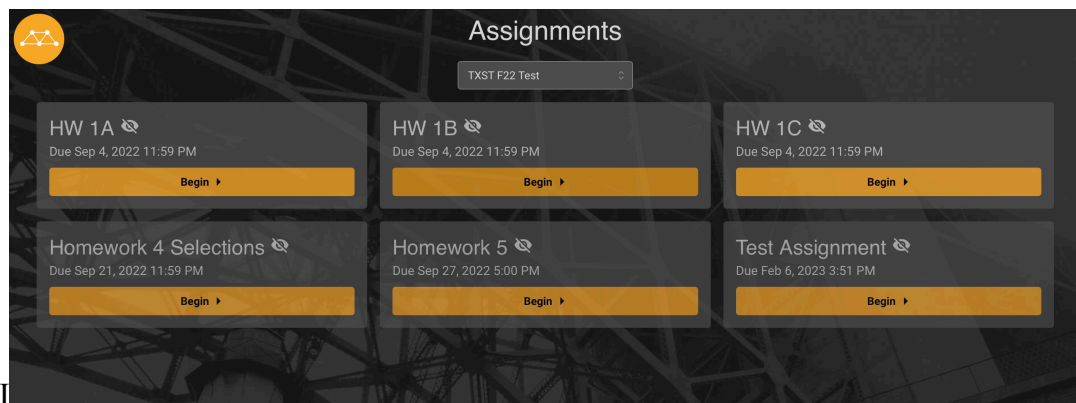 Assignments
TXST F22 Test
HW 1A
Due Sep 4, 2022 11:59 PM
Begin
HW 1B
Due Sep 4, 2022 11:59 PM
Begin
HW 1C
Due Sep 4, 2022 11:59 PM
Begin
Homework 4 Selections
Due Sep 21, 2022 11:59 PM
Begin
Homework 5
Due Sep 27, 2022 5:00 PM
Begin
Test Assignment
Due Feb 6, 2023 3:51 PM
Begin